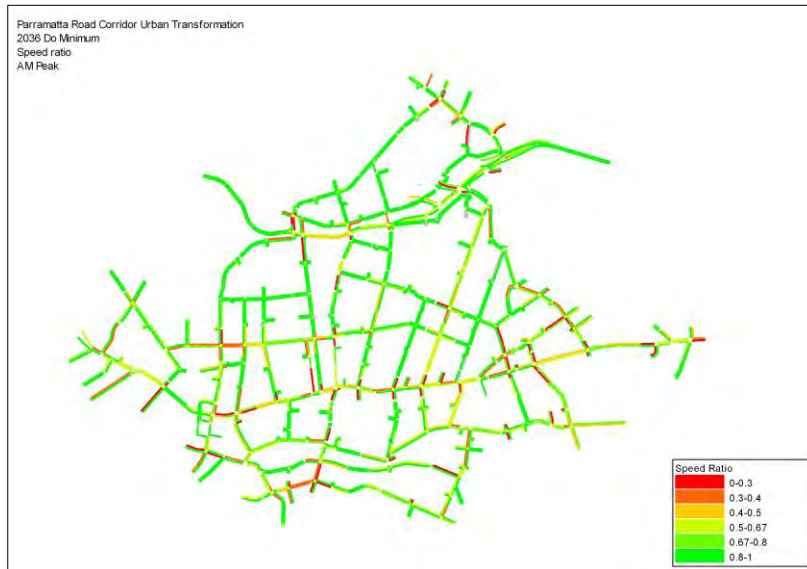 Parramatta Road Corridor Urban Transformation
2036 Do Minimum
Speed ratio
AM Peak
Speed Ratio
0-0.3
0.3-0.4
0.4-0.5
0.5-0.67
0.67-0.8
0.8-1